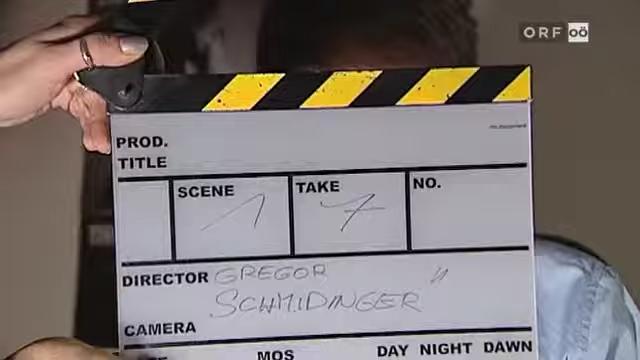 ORF OÖ
PROD.
TITLE
SCENE TAKE NO.
1 7
DIRECTOR GREGOR
SCHMIDINGER
CAMERA
MOS DAY NIGHT DAWN